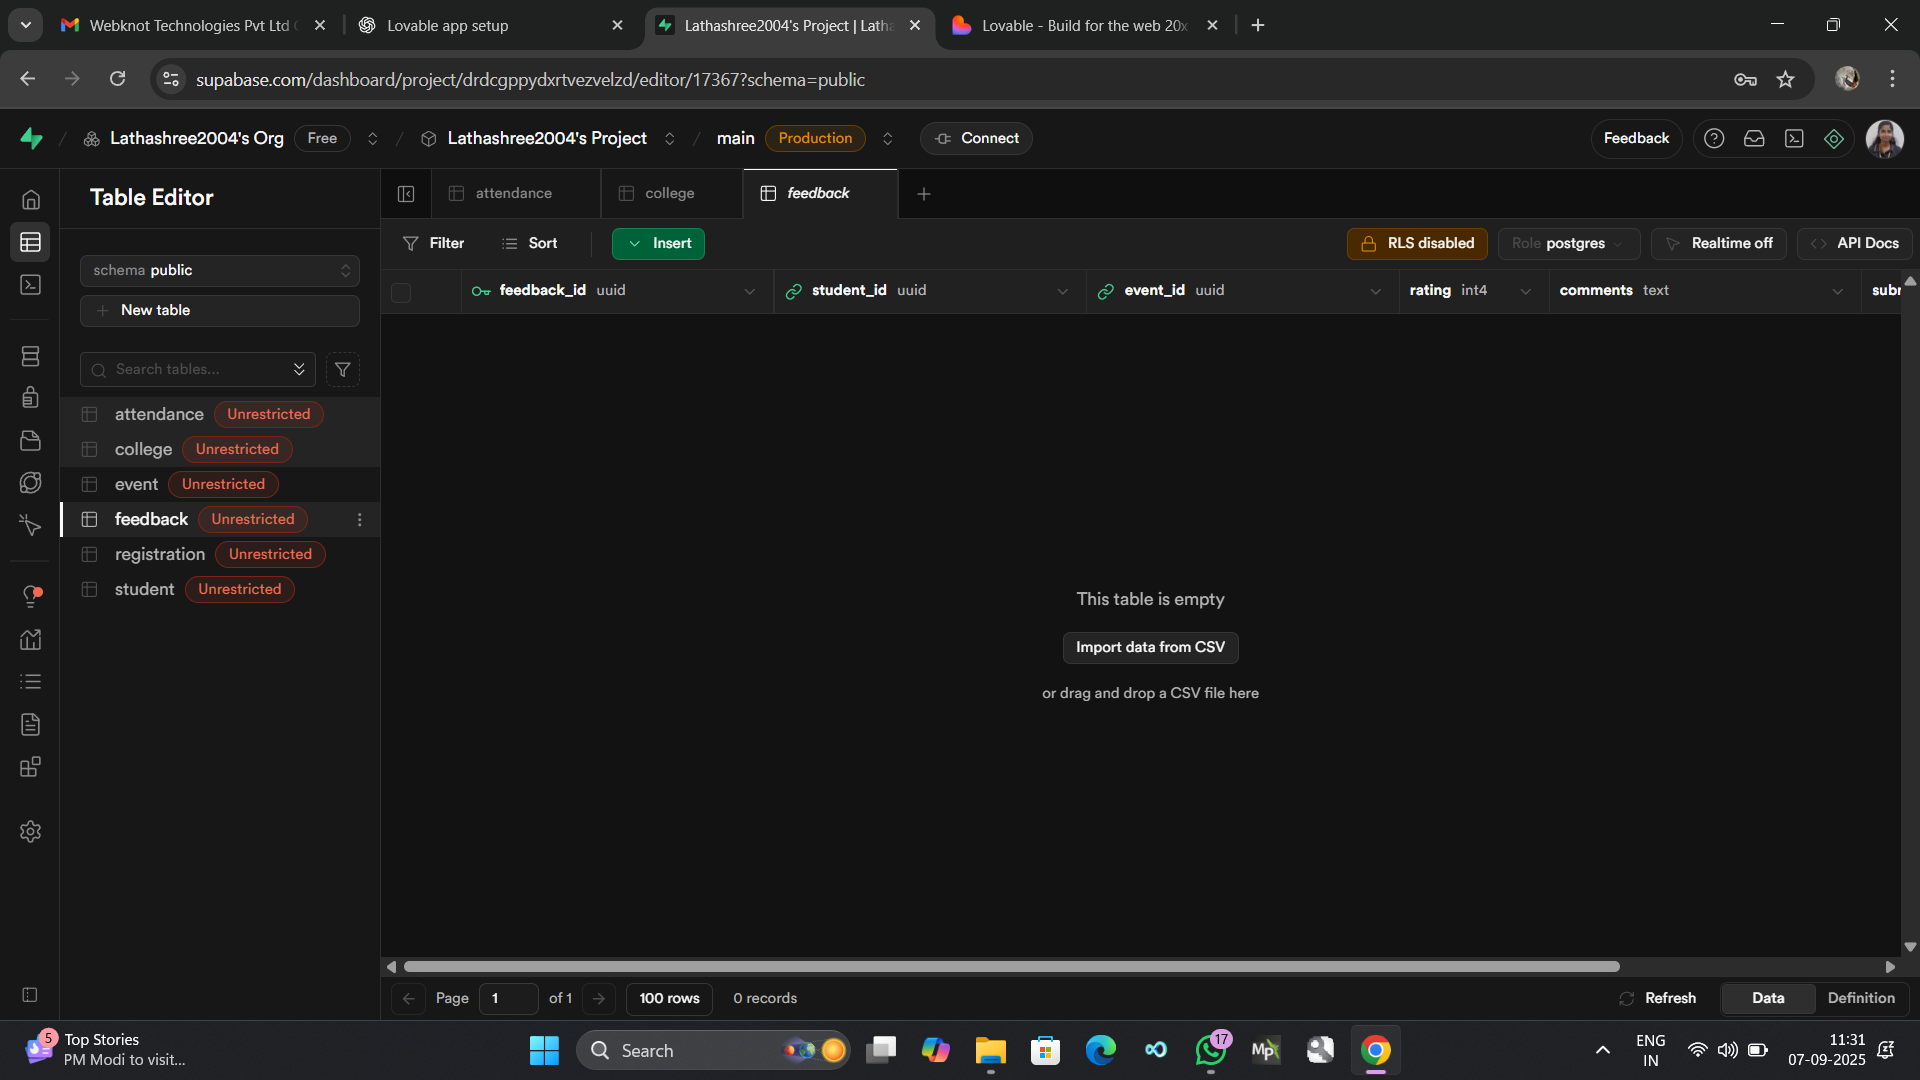 Webknot Technologies Pvt Ltd
Lovable app setup
Lathashree2004's Project | Latha
Lovable - Build for the web 20x
supabase.com/dashboard/project/drdcgppydxrtvezvelzd/editor/17367?schema=public
Lathashree2004's Org
Free
Lathashree2004's Project
main
Production
Connect
Feedback
Table Editor
attendance
college
feedback
Filter
Sort
Insert
RLS disabled
Role postgres
Realtime off
API Docs
schema public
New table
feedback_id uuid
student_id uuid
event_id uuid
rating int4
comments text
Search tables...
attendance Unrestricted
college Unrestricted
event Unrestricted
feedback Unrestricted
registration Unrestricted
student Unrestricted
This table is empty
Import data from CSV
or drag and drop a CSV file here
Page 1 of 1
100 rows
0 records
Refresh
Data
Definition
5
Top Stories
PM Modi to visit...
Search
17
Mp
ENG
IN
11:31
07-09-2025